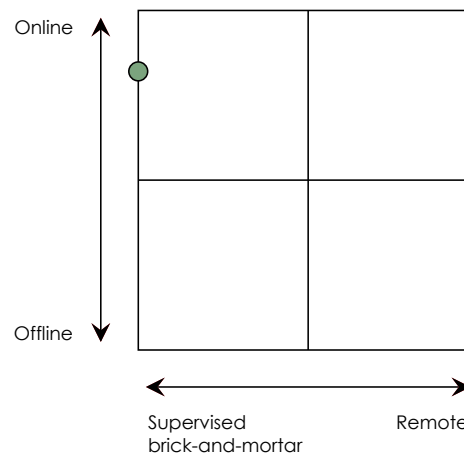 Online
Offline
Supervised
brick-and-mortar
Remote